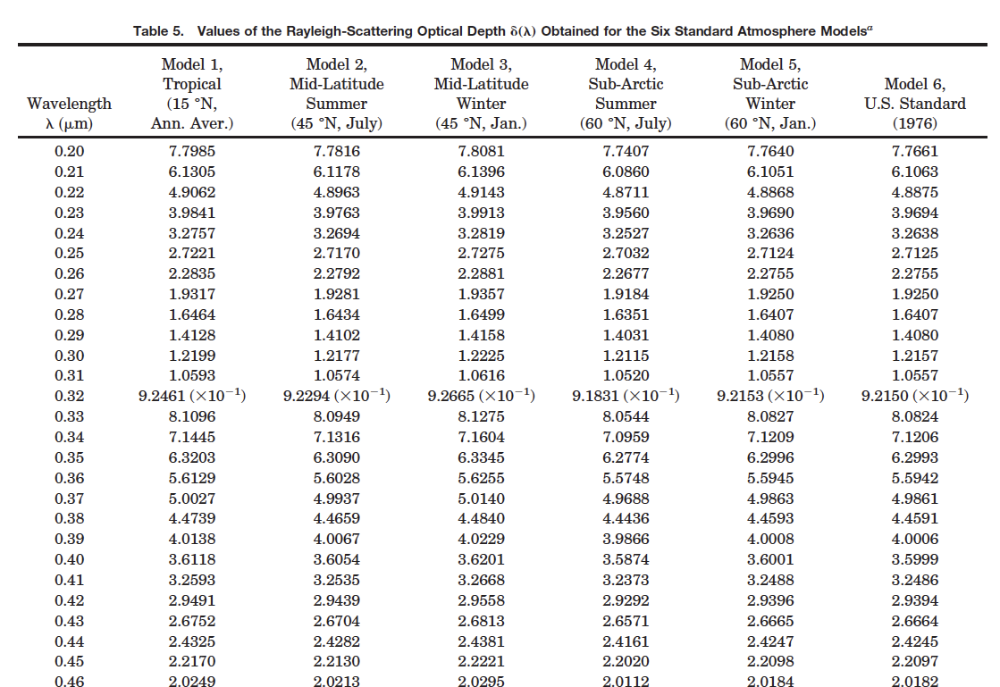 Table 5. Values of the Rayleigh-Scattering Optical Depth δ(λ) Obtained for the Six Standard Atmosphere Modelsᵃ
Model 1, Model 2, Model 3, Model 4, Model 5,
Tropical Mid-Latitude Mid-Latitude Sub-Arctic Sub-Arctic Model 6,
Wavelength (15 °N, Summer Winter Summer Winter U.S. Standard
λ (μm) Ann. Aver.) (45 °N, July) (45 °N, Jan.) (60 °N, July) (60 °N, Jan.) (1976)
0.20 7.7985 7.7816 7.8081 7.7407 7.7640 7.7661
0.21 6.1305 6.1178 6.1396 6.0860 6.1051 6.1063
0.22 4.9062 4.8963 4.9143 4.8711 4.8868 4.8875
0.23 3.9841 3.9763 3.9913 3.9560 3.9690 3.9694
0.24 3.2757 3.2694 3.2819 3.2527 3.2636 3.2638
0.25 2.7221 2.7170 2.7275 2.7032 2.7124 2.7125
0.26 2.2835 2.2792 2.2881 2.2677 2.2755 2.2755
0.27 1.9317 1.9281 1.9357 1.9184 1.9250 1.9250
0.28 1.6464 1.6434 1.6499 1.6351 1.6407 1.6407
0.29 1.4128 1.4102 1.4158 1.4031 1.4080 1.4080
0.30 1.2199 1.2177 1.2225 1.2115 1.2158 1.2157
0.31 1.0593 1.0574 1.0616 1.0520 1.0557 1.0557
0.32 9.2461 (×10⁻¹) 9.2294 (×10⁻¹) 9.2665 (×10⁻¹) 9.1831 (×10⁻¹) 9.2153 (×10⁻¹) 9.2150 (×10⁻¹)
0.33 8.1096 8.0949 8.1275 8.0544 8.0827 8.0824
0.34 7.1445 7.1316 7.1604 7.0959 7.1209 7.1206
0.35 6.3203 6.3090 6.3345 6.2774 6.2996 6.2993
0.36 5.6129 5.6028 5.6255 5.5748 5.5945 5.5942
0.37 5.0027 4.9937 5.0140 4.9688 4.9863 4.9861
0.38 4.4739 4.4659 4.4840 4.4436 4.4593 4.4591
0.39 4.0138 4.0067 4.0229 3.9866 4.0008 4.0006
0.40 3.6118 3.6054 3.6201 3.5874 3.6001 3.5999
0.41 3.2593 3.2535 3.2668 3.2373 3.2488 3.2486
0.42 2.9491 2.9439 2.9558 2.9292 2.9396 2.9394
0.43 2.6752 2.6704 2.6813 2.6571 2.6665 2.6664
0.44 2.4325 2.4282 2.4381 2.4161 2.4247 2.4245
0.45 2.2170 2.2130 2.2221 2.2020 2.2098 2.2097
0.46 2.0249 2.0213 2.0295 2.0112 2.0184 2.0182